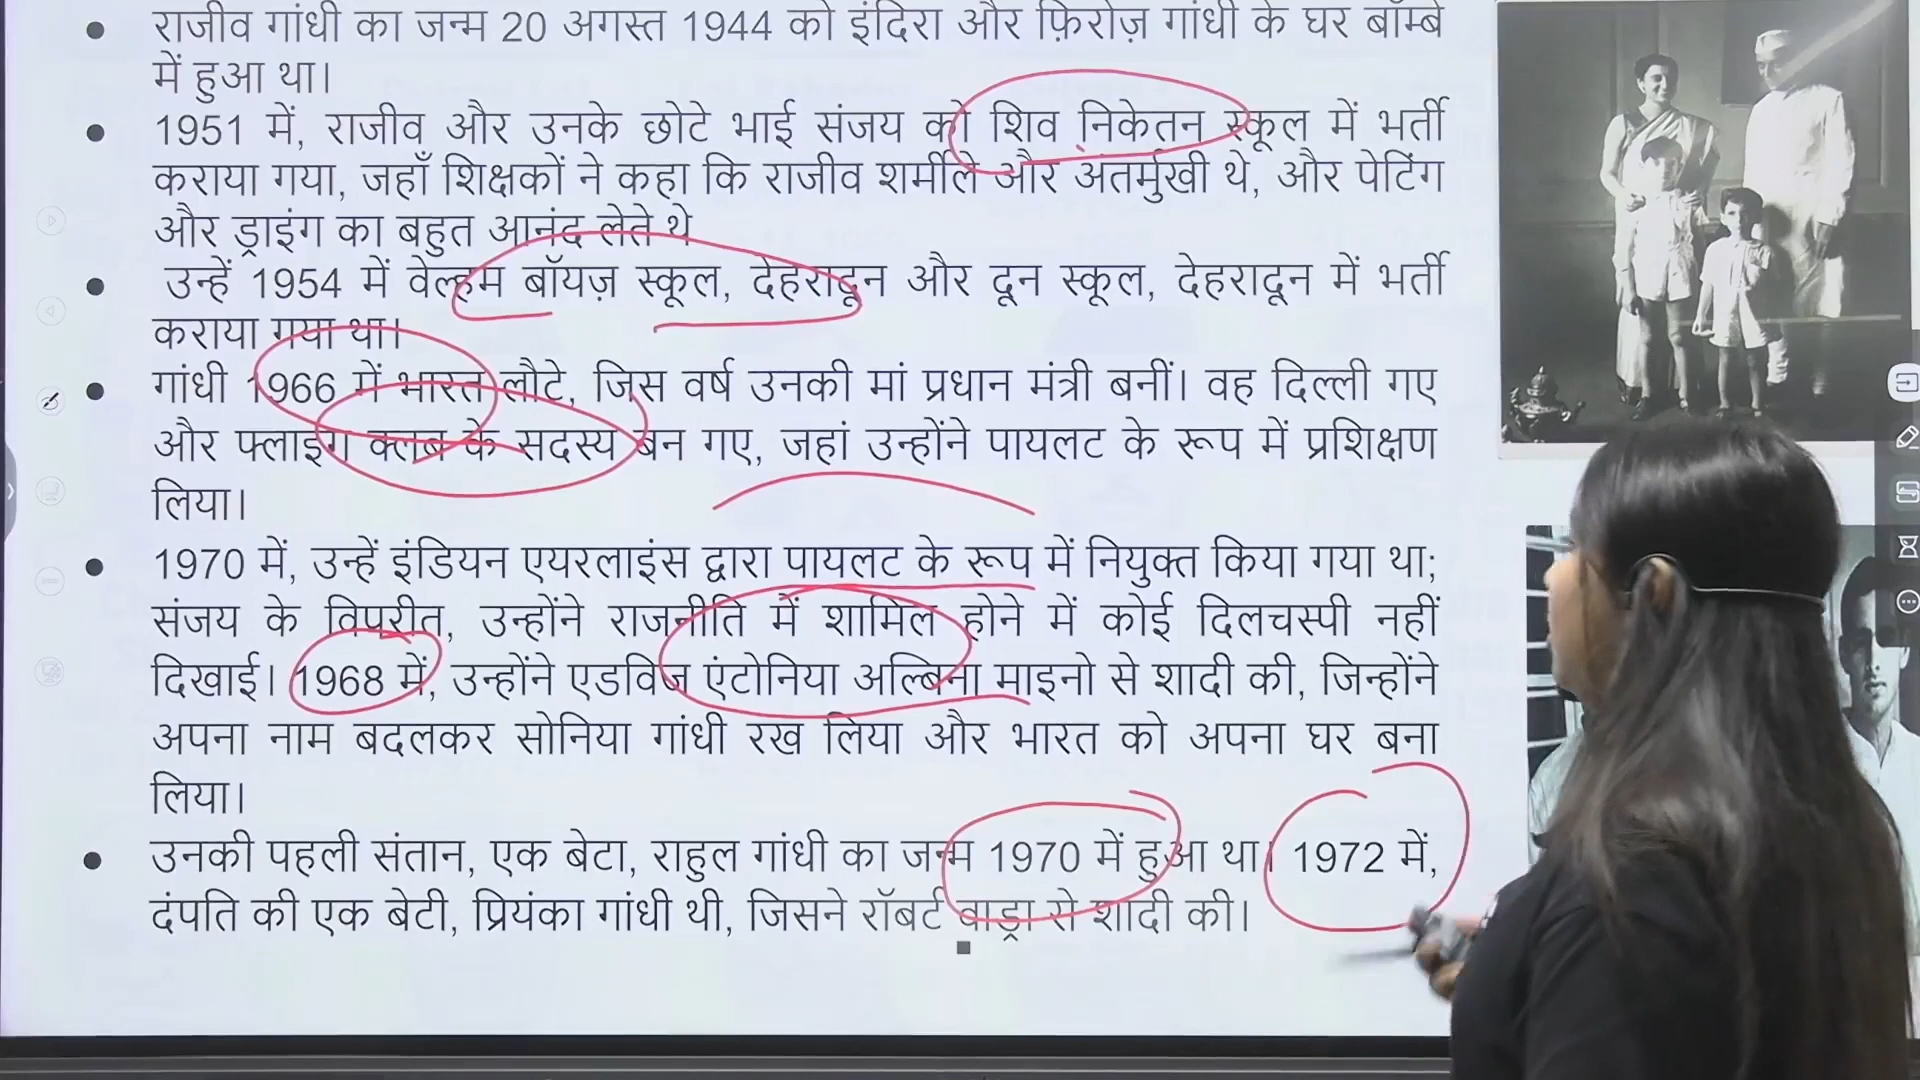 राजीव गांधी का जन्म 20 अगस्त 1944 को इंदिरा और फ़िरोज़ गांधी के घर बॉम्बे
में हुआ था।
1951 में, राजीव और उनके छोटे भाई संजय को शिव निकेतन स्कूल में भर्ती
कराया गया, जहाँ शिक्षकों ने कहा कि राजीव शर्मीले और अंतर्मुखी थे, और पेटिंग
और ड्राइंग का बहुत आनंद लेते थे
उन्हें 1954 में वेल्हम बॉयज़ स्कूल, देहरादून और दून स्कूल, देहरादून में भर्ती
कराया गया था।
गांधी 1966 में भारत लौटे, जिस वर्ष उनकी मां प्रधान मंत्री बनीं। वह दिल्ली गए
और फ्लाइंग क्लब के सदस्य बन गए, जहां उन्होंने पायलट के रूप में प्रशिक्षण
लिया।
1970 में, उन्हें इंडियन एयरलाइंस द्वारा पायलट के रूप में नियुक्त किया गया था;
संजय के विपरीत, उन्होंने राजनीति में शामिल होने में कोई दिलचस्पी नहीं
दिखाई। 1968 में, उन्होंने एडविज एंटोनिया अल्बिना माइनो से शादी की, जिन्होंने
अपना नाम बदलकर सोनिया गांधी रख लिया और भारत को अपना घर बना
लिया।
उनकी पहली संतान, एक बेटा, राहुल गांधी का जन्म 1970 में हुआ था। 1972 में,
दंपति की एक बेटी, प्रियंका गांधी थी, जिसने रॉबर्ट वाड्रा से शादी की।